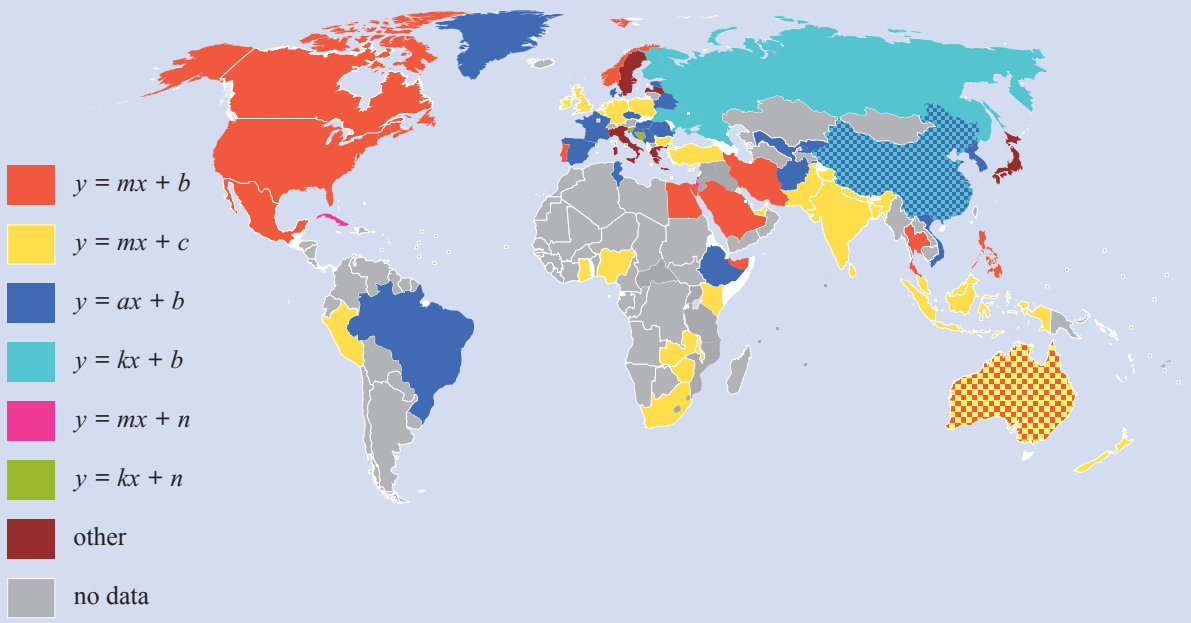 y = mx + b
y = mx + c
y = ax + b
y = kx + b
y = mx + n
y = kx + n
other
no data